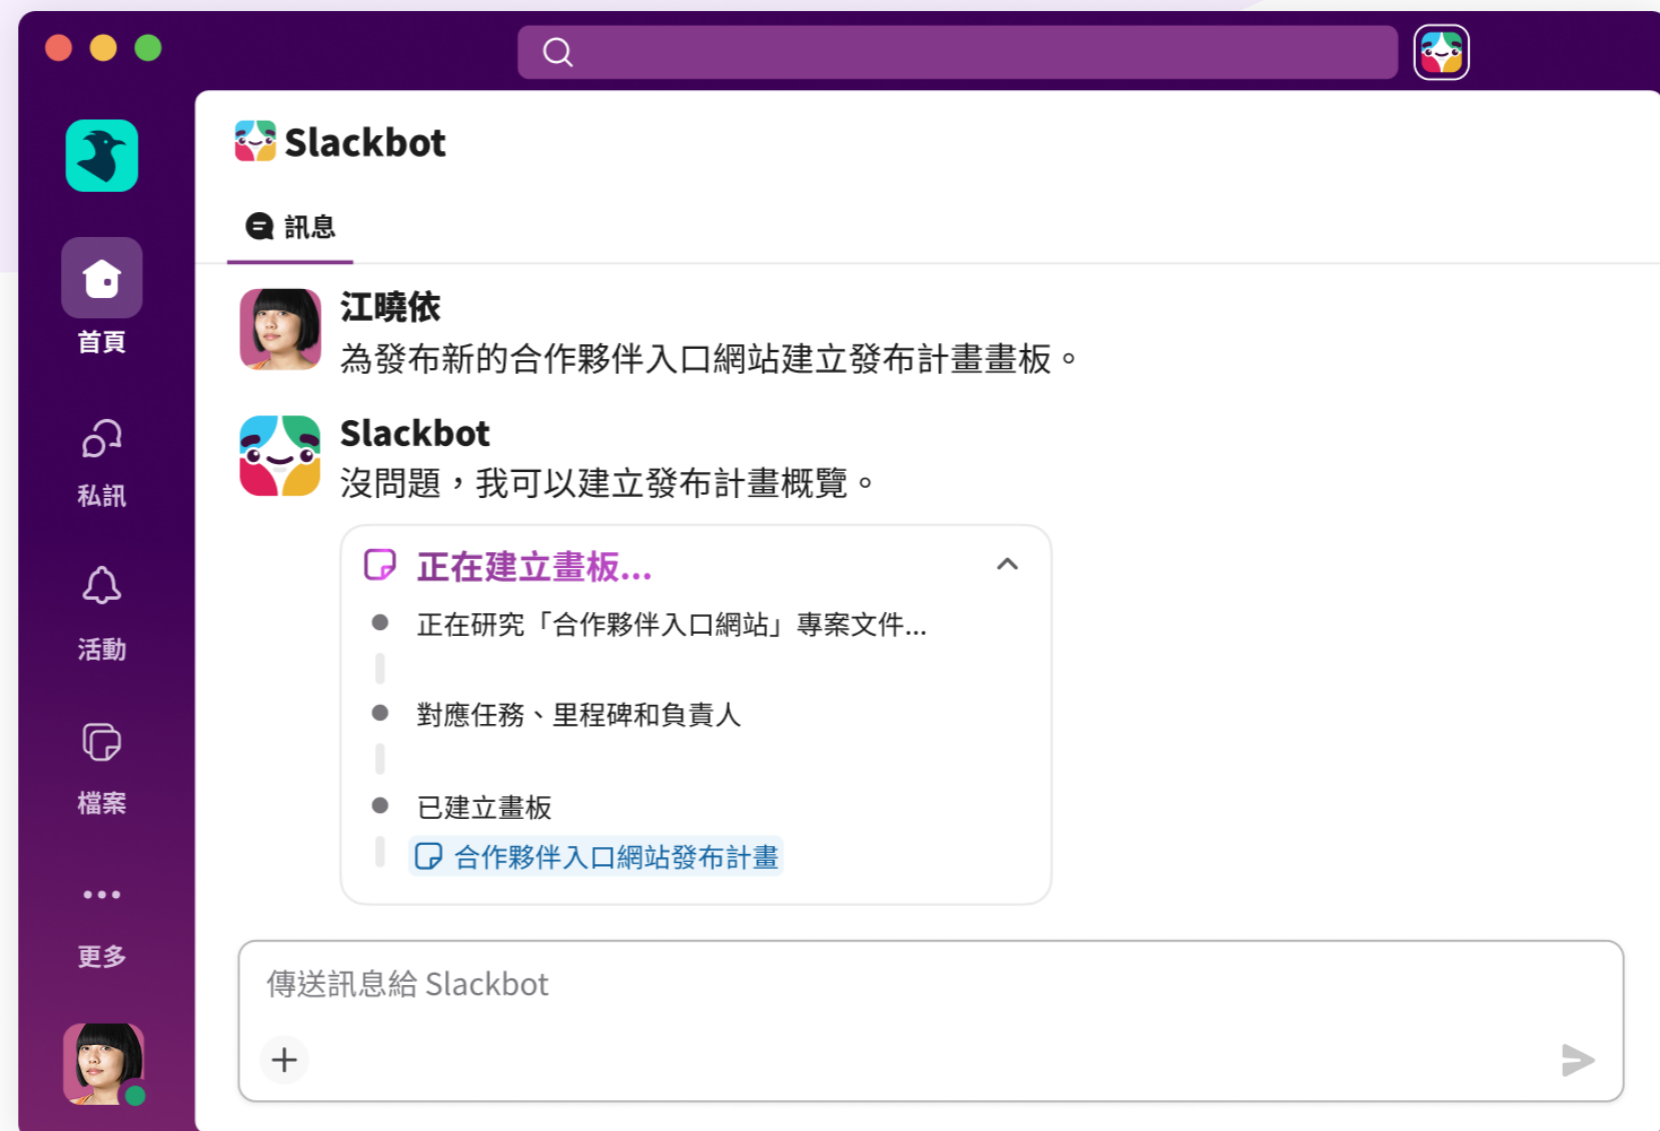 Slackbot
訊息
首頁
私訊
活動
檔案
更多
江曉依
為發布新的合作夥伴入口網站建立發布計畫畫板。
Slackbot
沒問題，我可以建立發布計畫概覽。
正在建立畫板...
正在研究「合作夥伴入口網站」專案文件...
對應任務、里程碑和負責人
已建立畫板
合作夥伴入口網站發布計畫
傳送訊息給 Slackbot